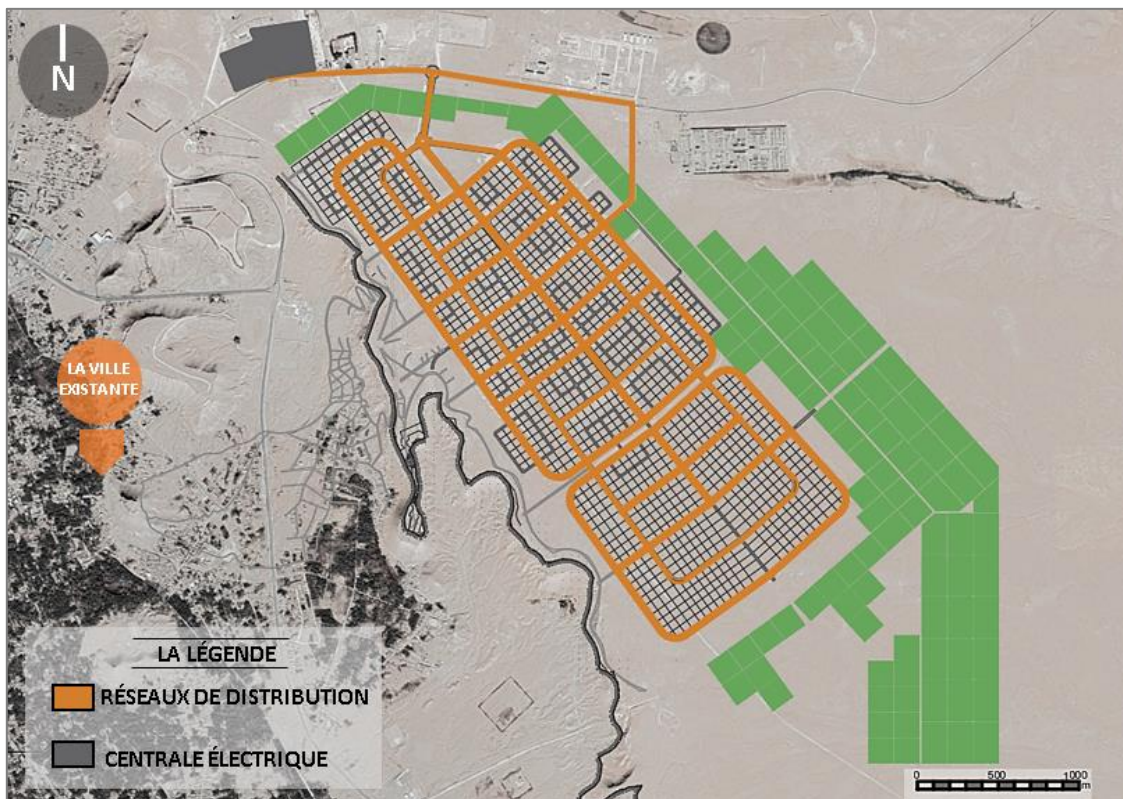 N
LA VILLE
EXISTANTE
LA LÉGENDE
RÉSEAUX DE DISTRIBUTION
CENTRALE ÉLECTRIQUE
0 500 1000
m